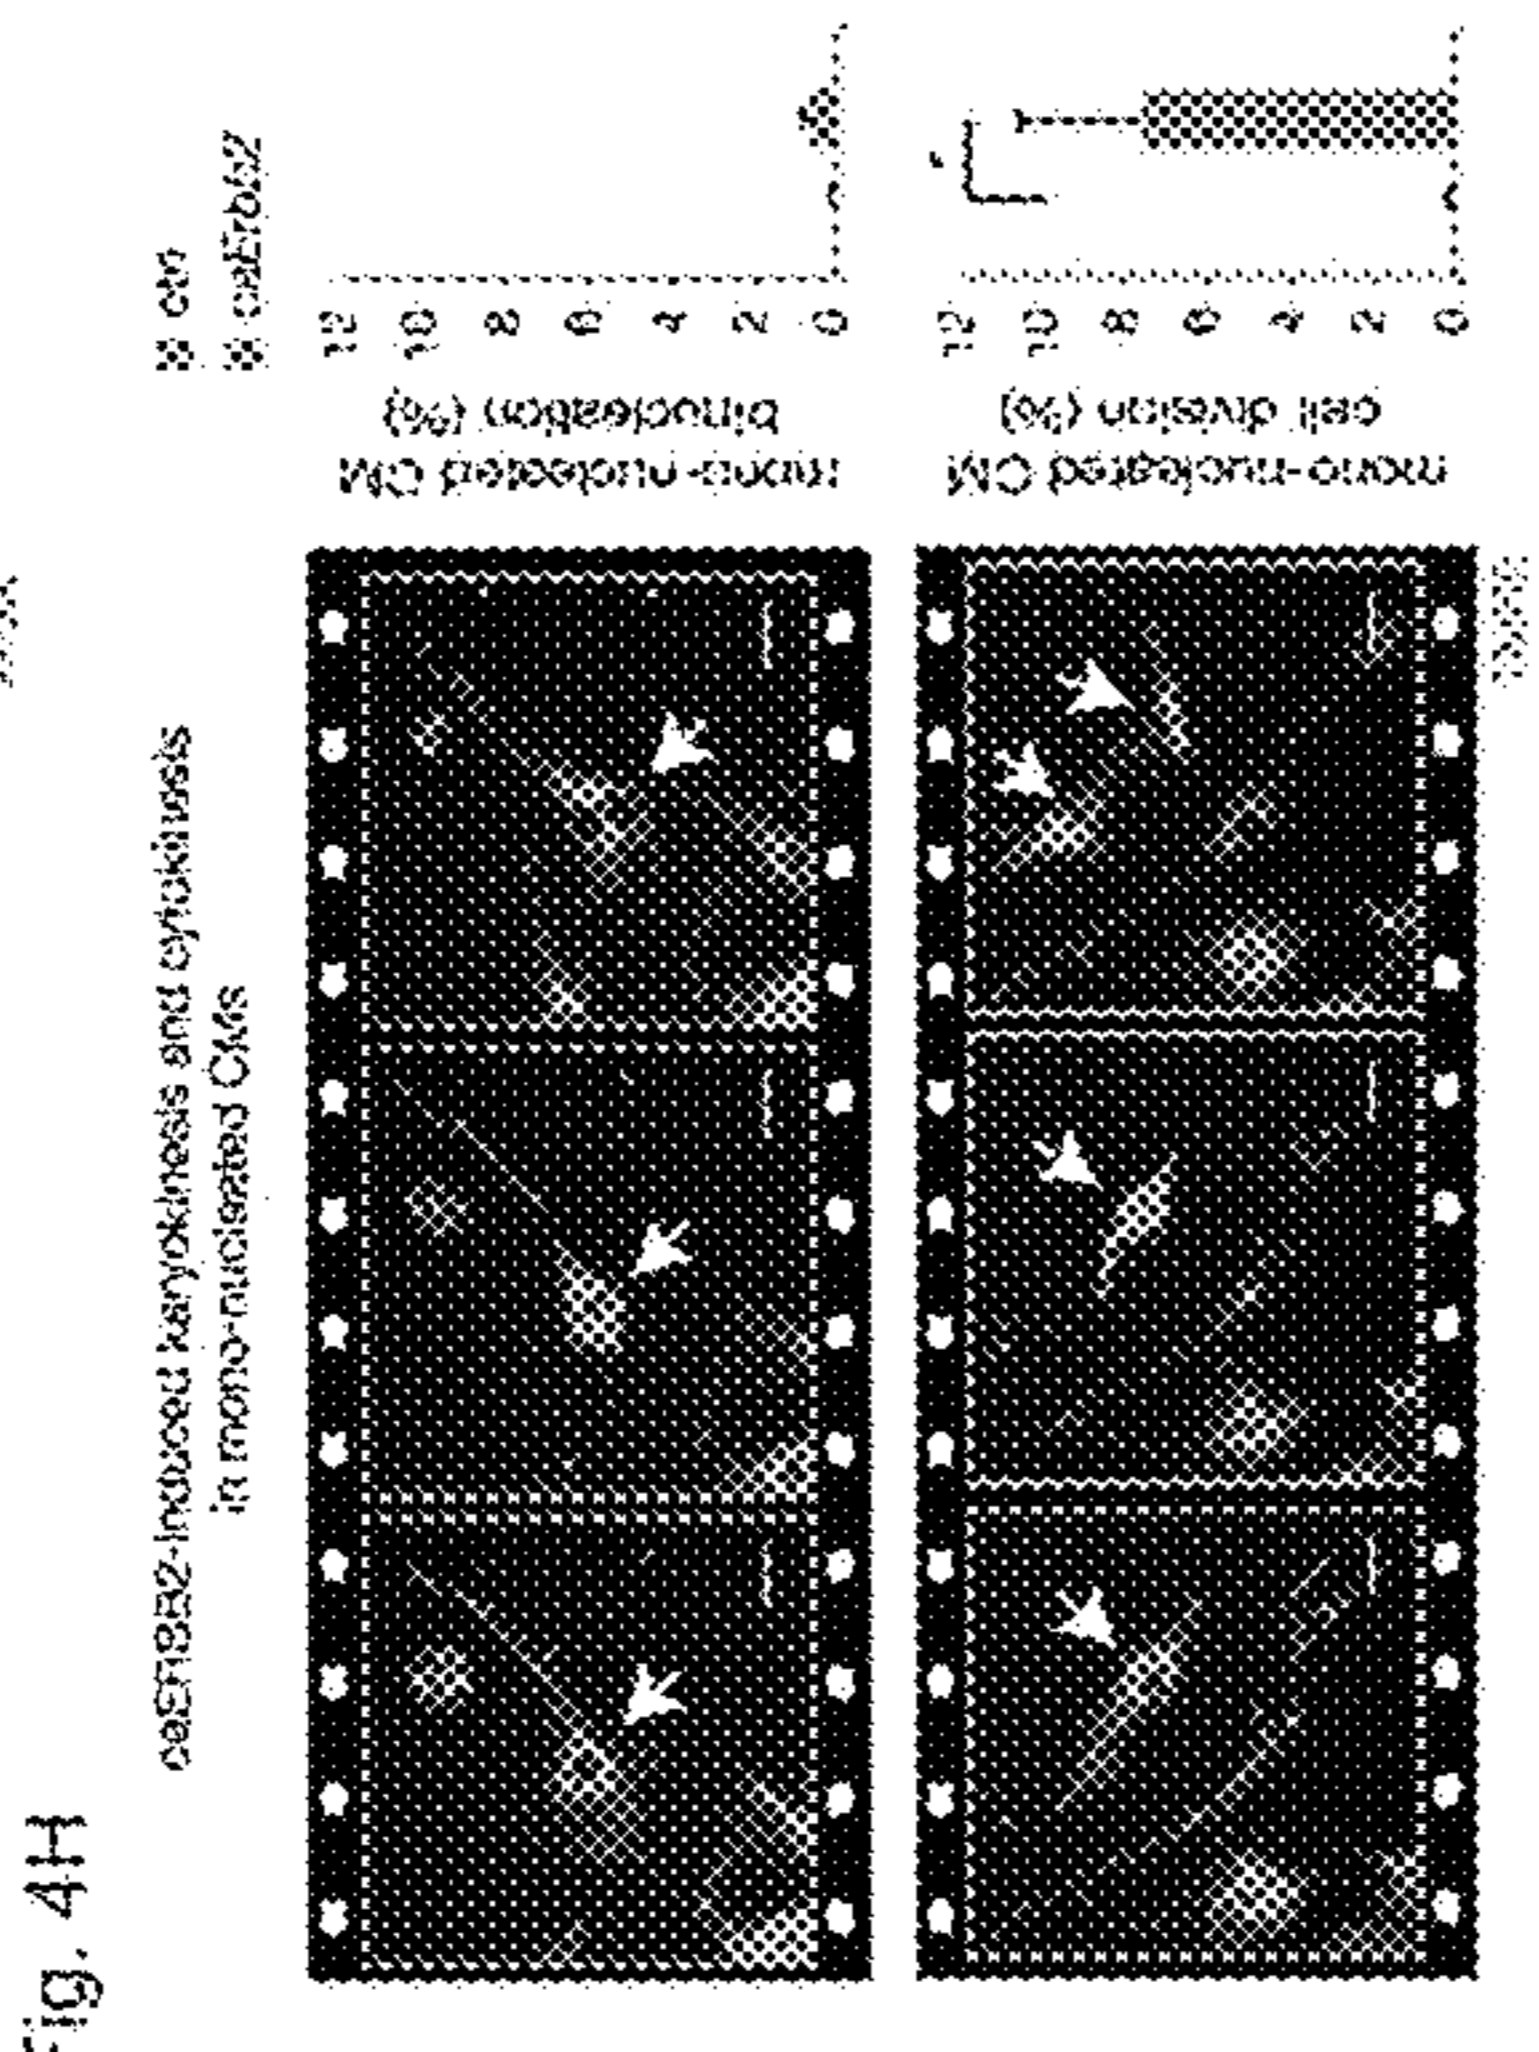 Fig. 4H
caERBB2-induced karyokinesis and cytokinesis
in mono-nucleated CMs
ctrl
caErbb2
mono-nucleated CM
binucleation (%)
12
10
8
6
4
2
0
mono-nucleated CM
cell division (%)
*
12
10
8
6
4
2
0